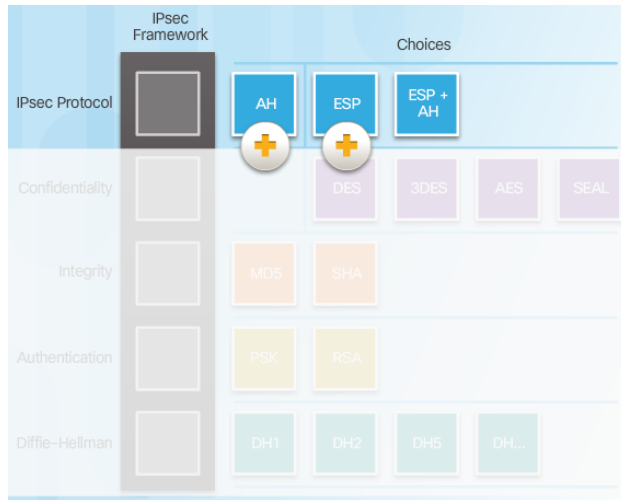 IPsec
Framework
Choices
IPsec Protocol
AH
ESP
ESP +
AH
Confidentiality
DES
3DES
AES
SEAL
Integrity
MD5
SHA
Authentication
PSK
RSA
Diffie-Hellman
DH1
DH2
DH5
DH...